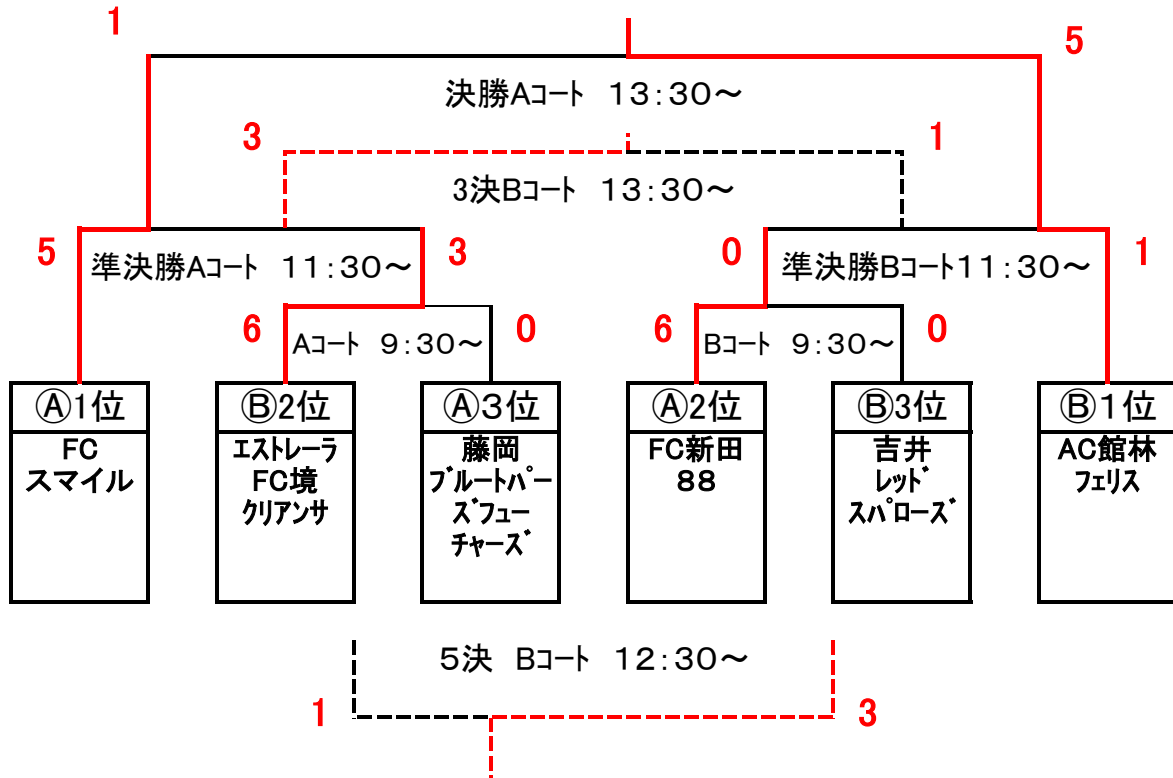 1
5
決勝Aコート 13:30～
3
1
3決Bコート 13:30～
5
準決勝Aコート 11:30～
3
0
準決勝Bコート11:30～
1
6
Aコート 9:30～
0
6
Bコート 9:30～
0
Ⓐ1位
Ⓑ2位
Ⓐ3位
Ⓐ2位
Ⓑ3位
Ⓑ1位
FC
スマイル
エストレーラ
FC境
クリアンサ
藤岡
ブルートパー
ズフュー
チャーズ
FC新田
88
吉井
レッド
スパローズ
AC館林
フェリス
5決 Bコート 12:30～
1
3